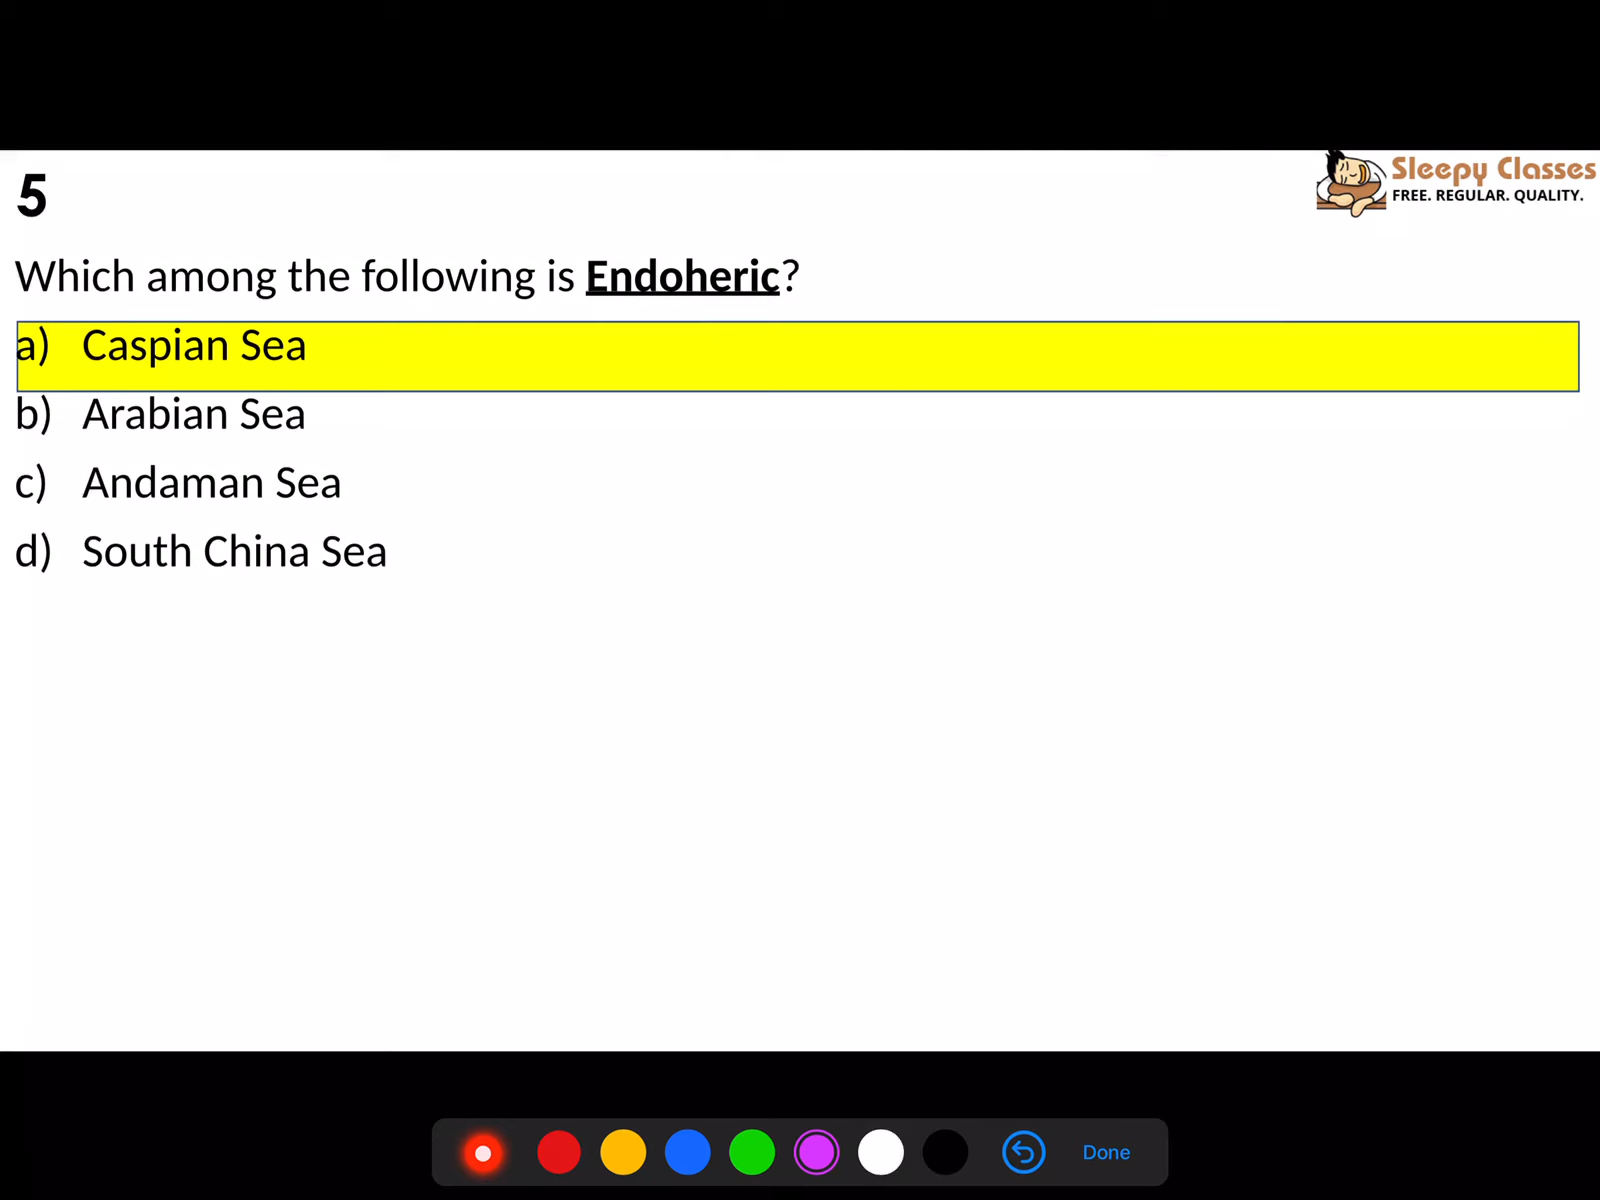 5
Sleepy Classes
FREE. REGULAR. QUALITY.
Which among the following is Endoheric?
a) Caspian Sea
b) Arabian Sea
c) Andaman Sea
d) South China Sea
Done